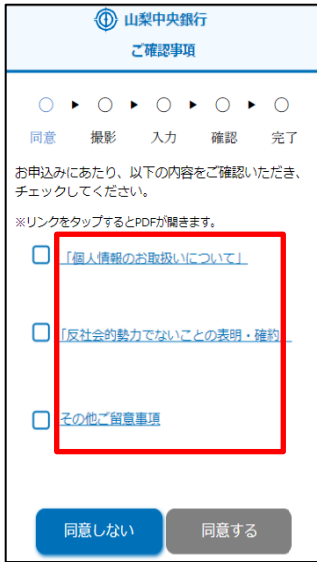 山梨中央銀行
ご確認事項
同意 撮影 入力 確認 完了
お申込みにあたり、以下の内容をご確認いただき、
チェックしてください。
※リンクをタップするとPDFが開きます。
「個人情報のお取扱いについて」
「反社会的勢力でないことの表明・確約」
その他ご留意事項
同意しない 同意する